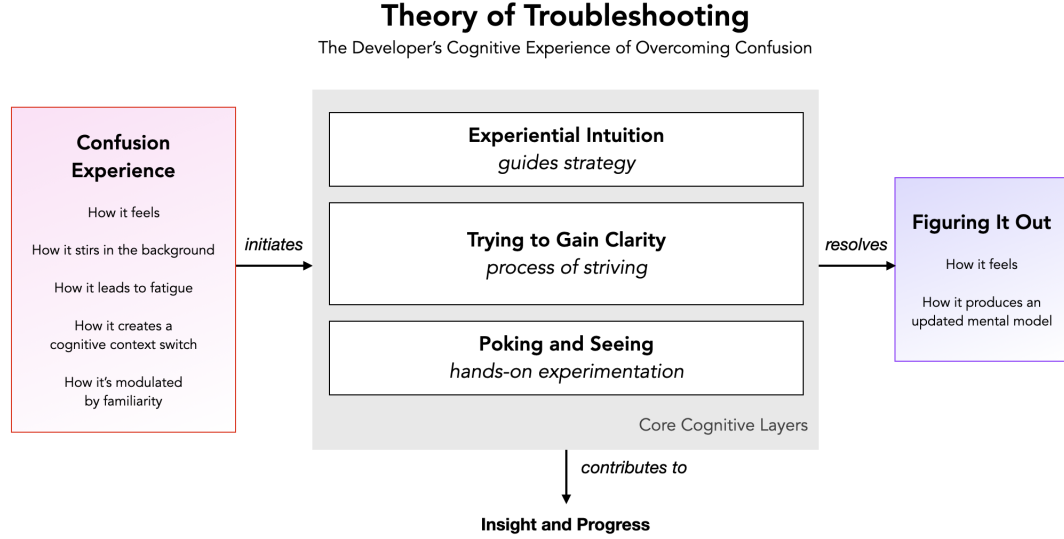 Theory of Troubleshooting
The Developer's Cognitive Experience of Overcoming Confusion
Confusion
Experience
How it feels
How it stirs in the background
How it leads to fatigue
How it creates a
cognitive context switch
How it's modulated
by familiarity
initiates
Experiential Intuition
guides strategy
Trying to Gain Clarity
process of striving
Poking and Seeing
hands-on experimentation
Core Cognitive Layers
resolves
Figuring It Out
How it feels
How it produces an
updated mental model
contributes to
Insight and Progress